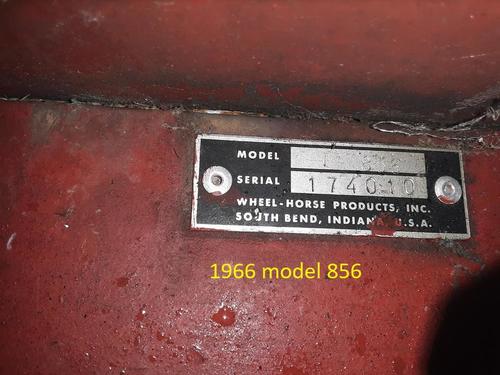 MODEL
SERIAL 174010
WHEEL-HORSE PRODUCTS, INC.
SOUTH BEND, INDIANA U.S.A.
1966 model 856